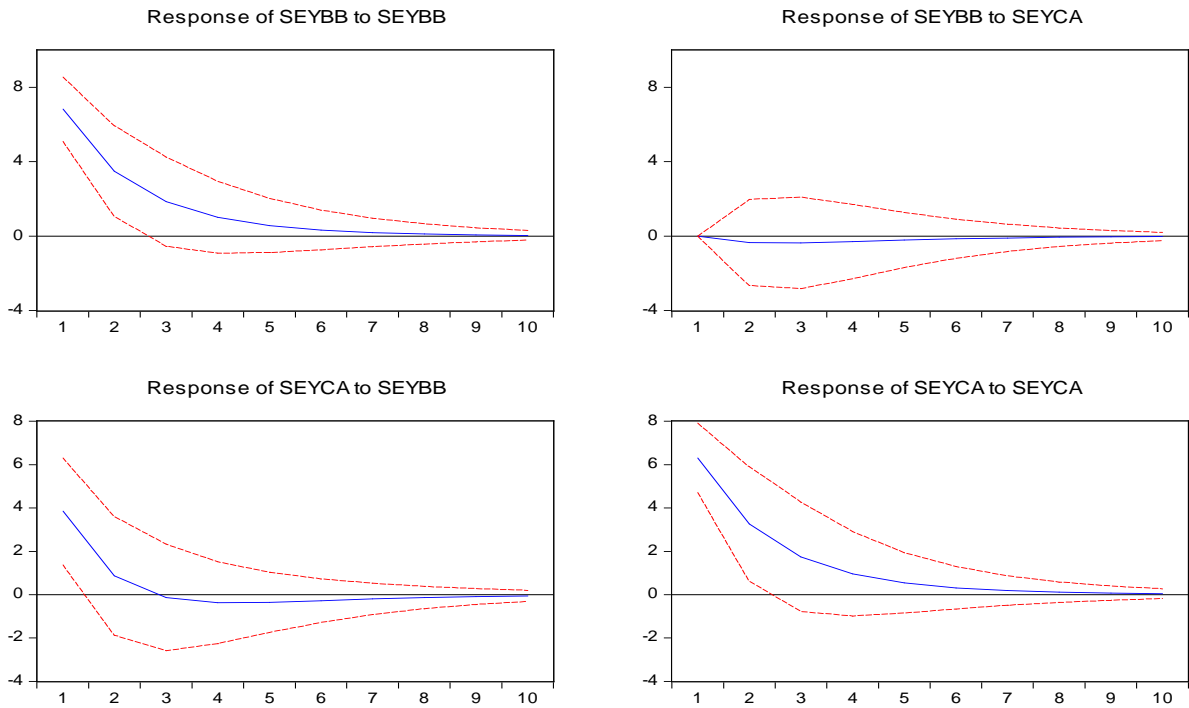 Response of SEYBB to SEYBB
8
4
0
-4
1 2 3 4 5 6 7 8 9 10
Response of SEYBB to SEYCA
8
4
0
-4
1 2 3 4 5 6 7 8 9 10
Response of SEYCA to SEYBB
8
6
4
2
0
-2
-4
1 2 3 4 5 6 7 8 9 10
Response of SEYCA to SEYCA
8
6
4
2
0
-2
-4
1 2 3 4 5 6 7 8 9 10